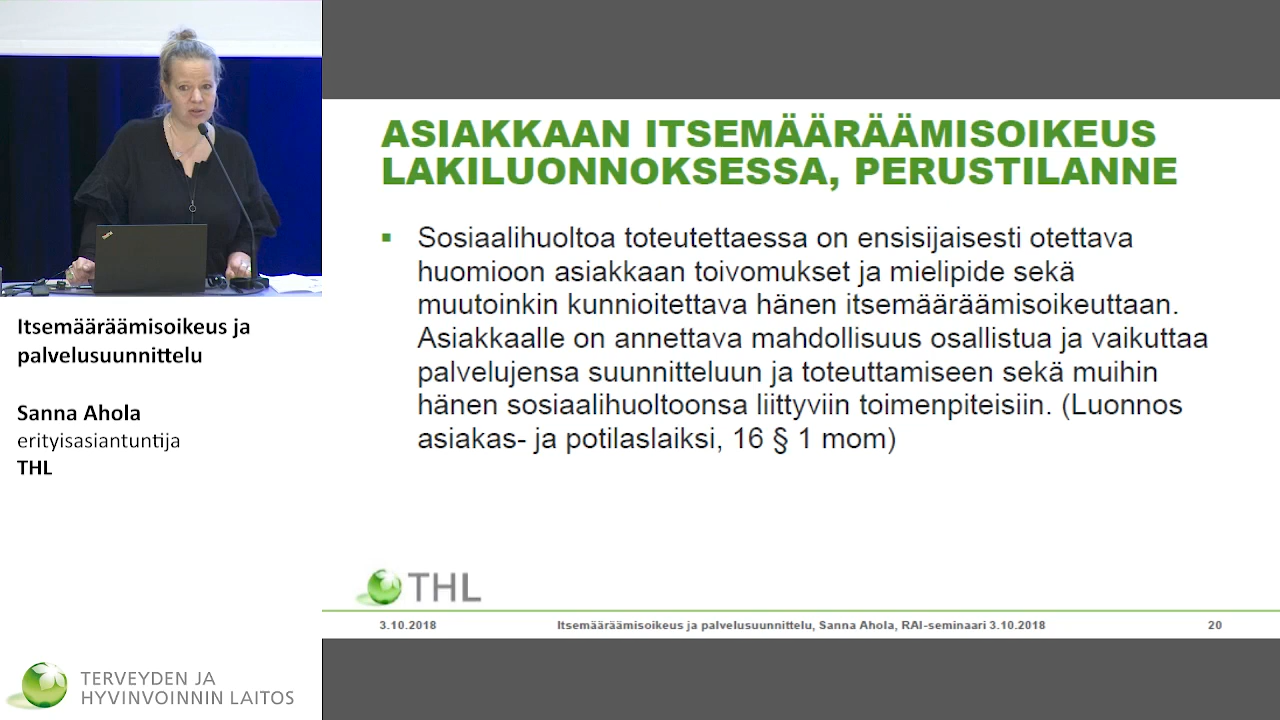 Itsemääräämisoikeus ja
palvelusuunnittelu
Sanna Ahola
erityisasiantuntija
THL
TERVEYDEN JA
HYVINVOINNIN LAITOS
ASIAKKAAN ITSEMÄÄRÄÄMISOIKEUS
LAKILUONNOKSESSA, PERUSTILANNE
▪ Sosiaalihuoltoa toteutettaessa on ensisijaisesti otettava
huomioon asiakkaan toivomukset ja mielipide sekä
muutoinkin kunnioitettava hänen itsemääräämisoikeuttaan.
Asiakkaalle on annettava mahdollisuus osallistua ja vaikuttaa
palvelujensa suunnitteluun ja toteuttamiseen sekä muihin
hänen sosiaalihuoltoonsa liittyviin toimenpiteisiin. (Luonnos
asiakas- ja potilaslaiksi, 16 § 1 mom)
THL
3.10.2018 Itsemääräämisoikeus ja palvelusuunnittelu, Sanna Ahola, RAI-seminaari 3.10.2018 20